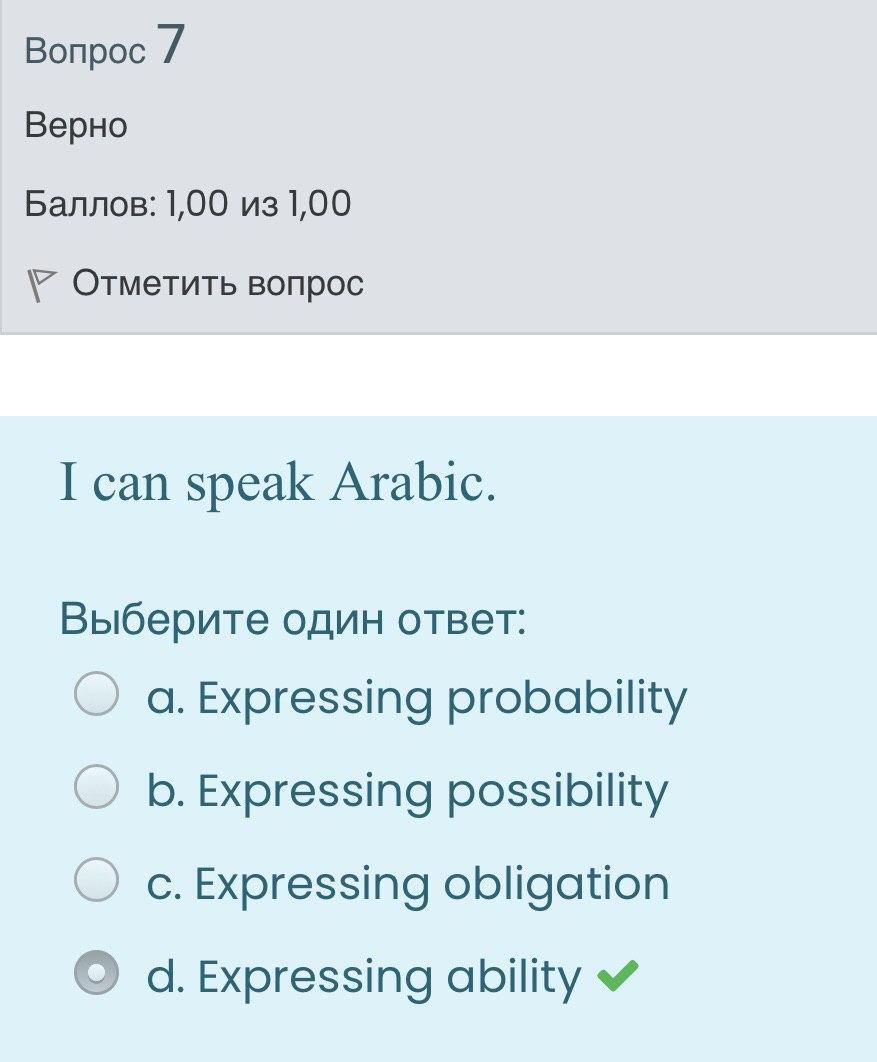 Вопрос 7
Верно
Баллов: 1,00 из 1,00
Отметить вопрос
I can speak Arabic.
Выберите один ответ:
a. Expressing probability
b. Expressing possibility
c. Expressing obligation
d. Expressing ability